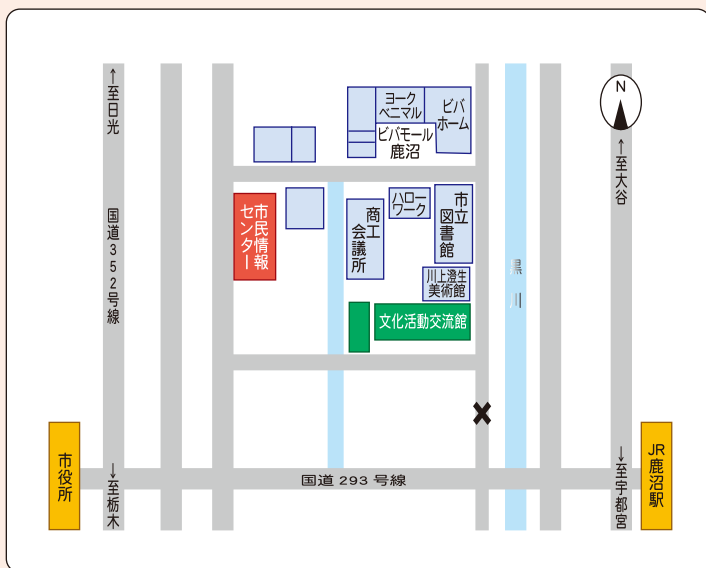 ↑至日光
国道352号線
↓至栃木
市役所
ヨーク
ベニマル
ビバ
ホーム
ビバモール
鹿沼
N
↑至大谷
市民情報
センター
商工
会議所
ハロー
ワーク
市立
図書館
川上澄生
美術館
文化活動交流館
黒川
国道293号線
↓至宇都宮
JR鹿沼駅